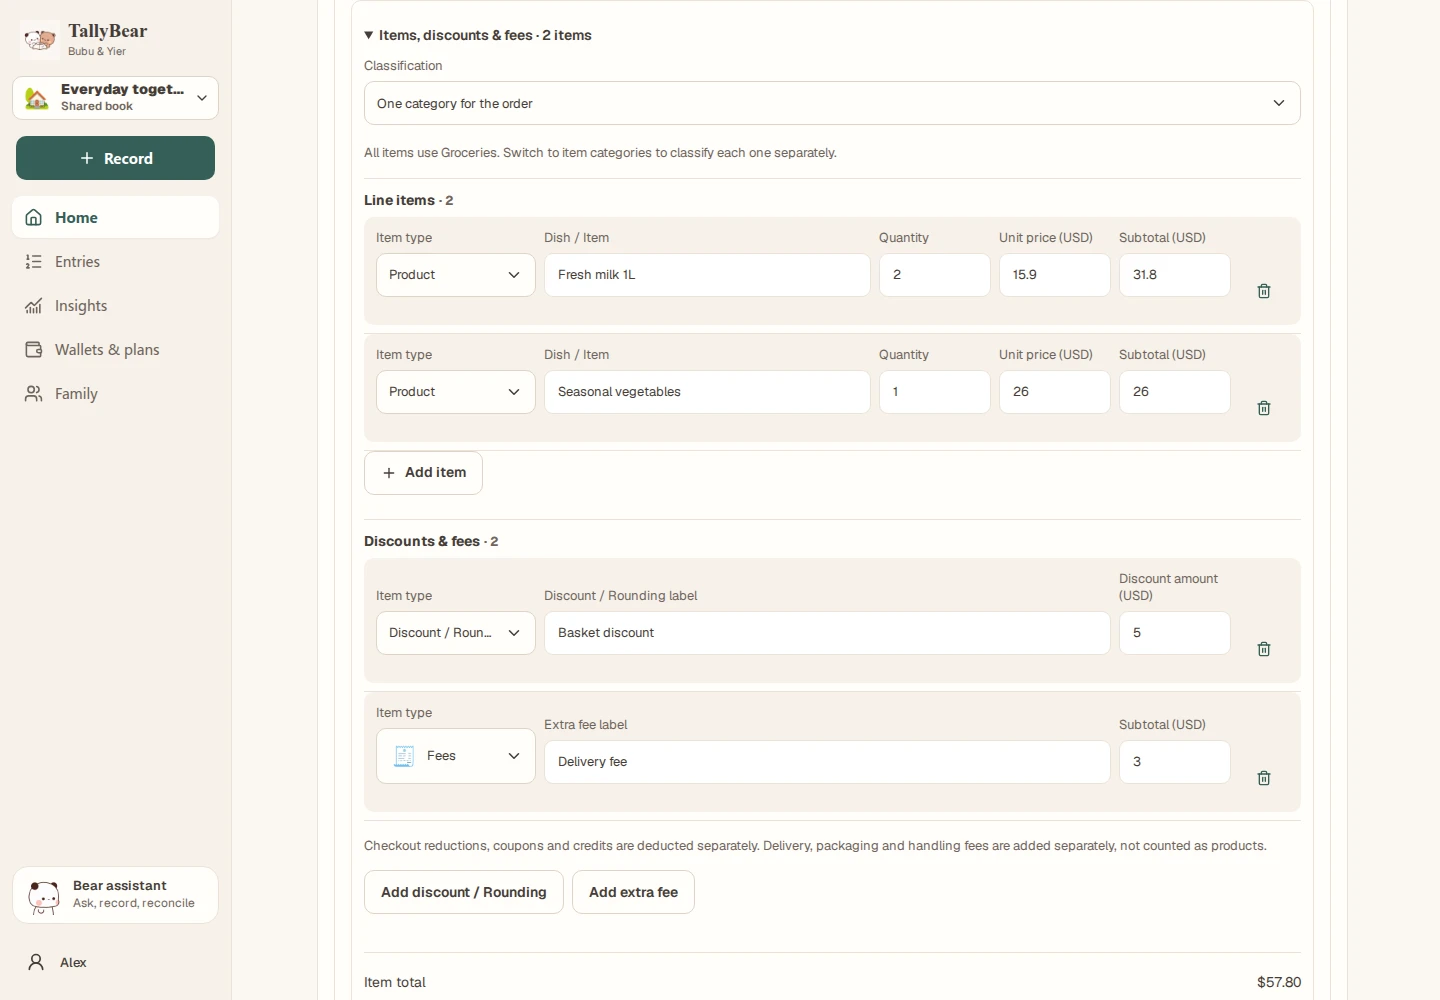 TallyBear
Bubu & Yier
Everyday toget...
Shared book
Record
Home
Entries
Insights
Wallets & plans
Family
Bear assistant
Ask, record, reconcile
Alex
Items, discounts & fees · 2 items
Classification
One category for the order
All items use Groceries. Switch to item categories to classify each one separately.
Line items · 2
Item type Dish / Item Quantity Unit price (USD) Subtotal (USD)
Product Fresh milk 1L 2 15.9 31.8
Item type Dish / Item Quantity Unit price (USD) Subtotal (USD)
Product Seasonal vegetables 1 26 26
Add item
Discounts & fees · 2
Item type Discount / Rounding label Discount amount (USD)
Discount / Roun... Basket discount 5
Item type Extra fee label Subtotal (USD)
Fees Delivery fee 3
Checkout reductions, coupons and credits are deducted separately. Delivery, packaging and handling fees are added separately, not counted as products.
Add discount / Rounding Add extra fee
Item total $57.80